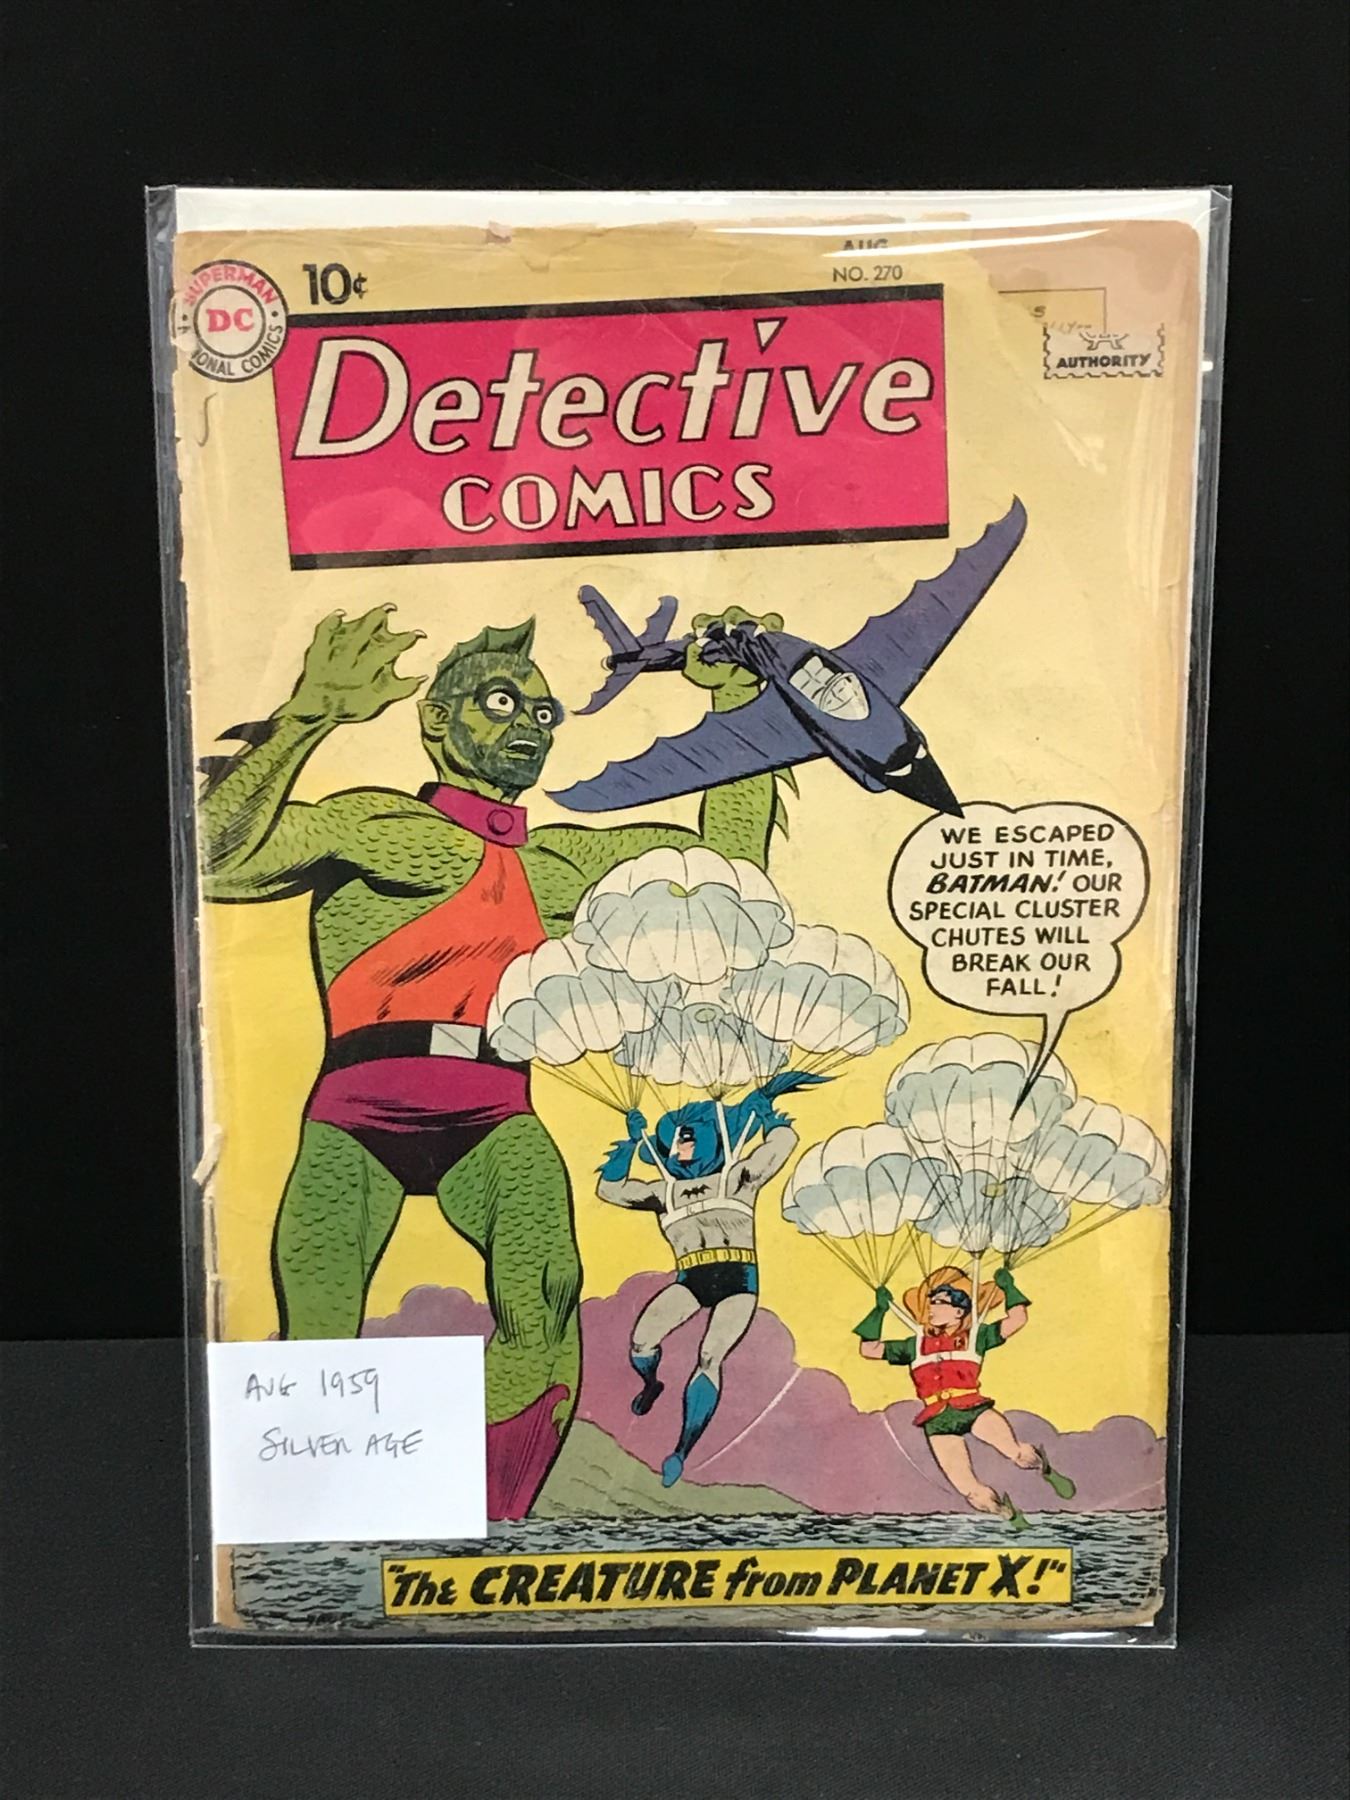 SUPERMAN
DC
IONAL COMICS
10¢
AUG
NO. 270
AUTHORITY
Detective
COMICS
WE ESCAPED
JUST IN TIME,
BATMAN! OUR
SPECIAL CLUSTER
CHUTES WILL
BREAK OUR
FALL!
AUG 1959
SILVER AGE
"The CREATURE from PLANET X!"